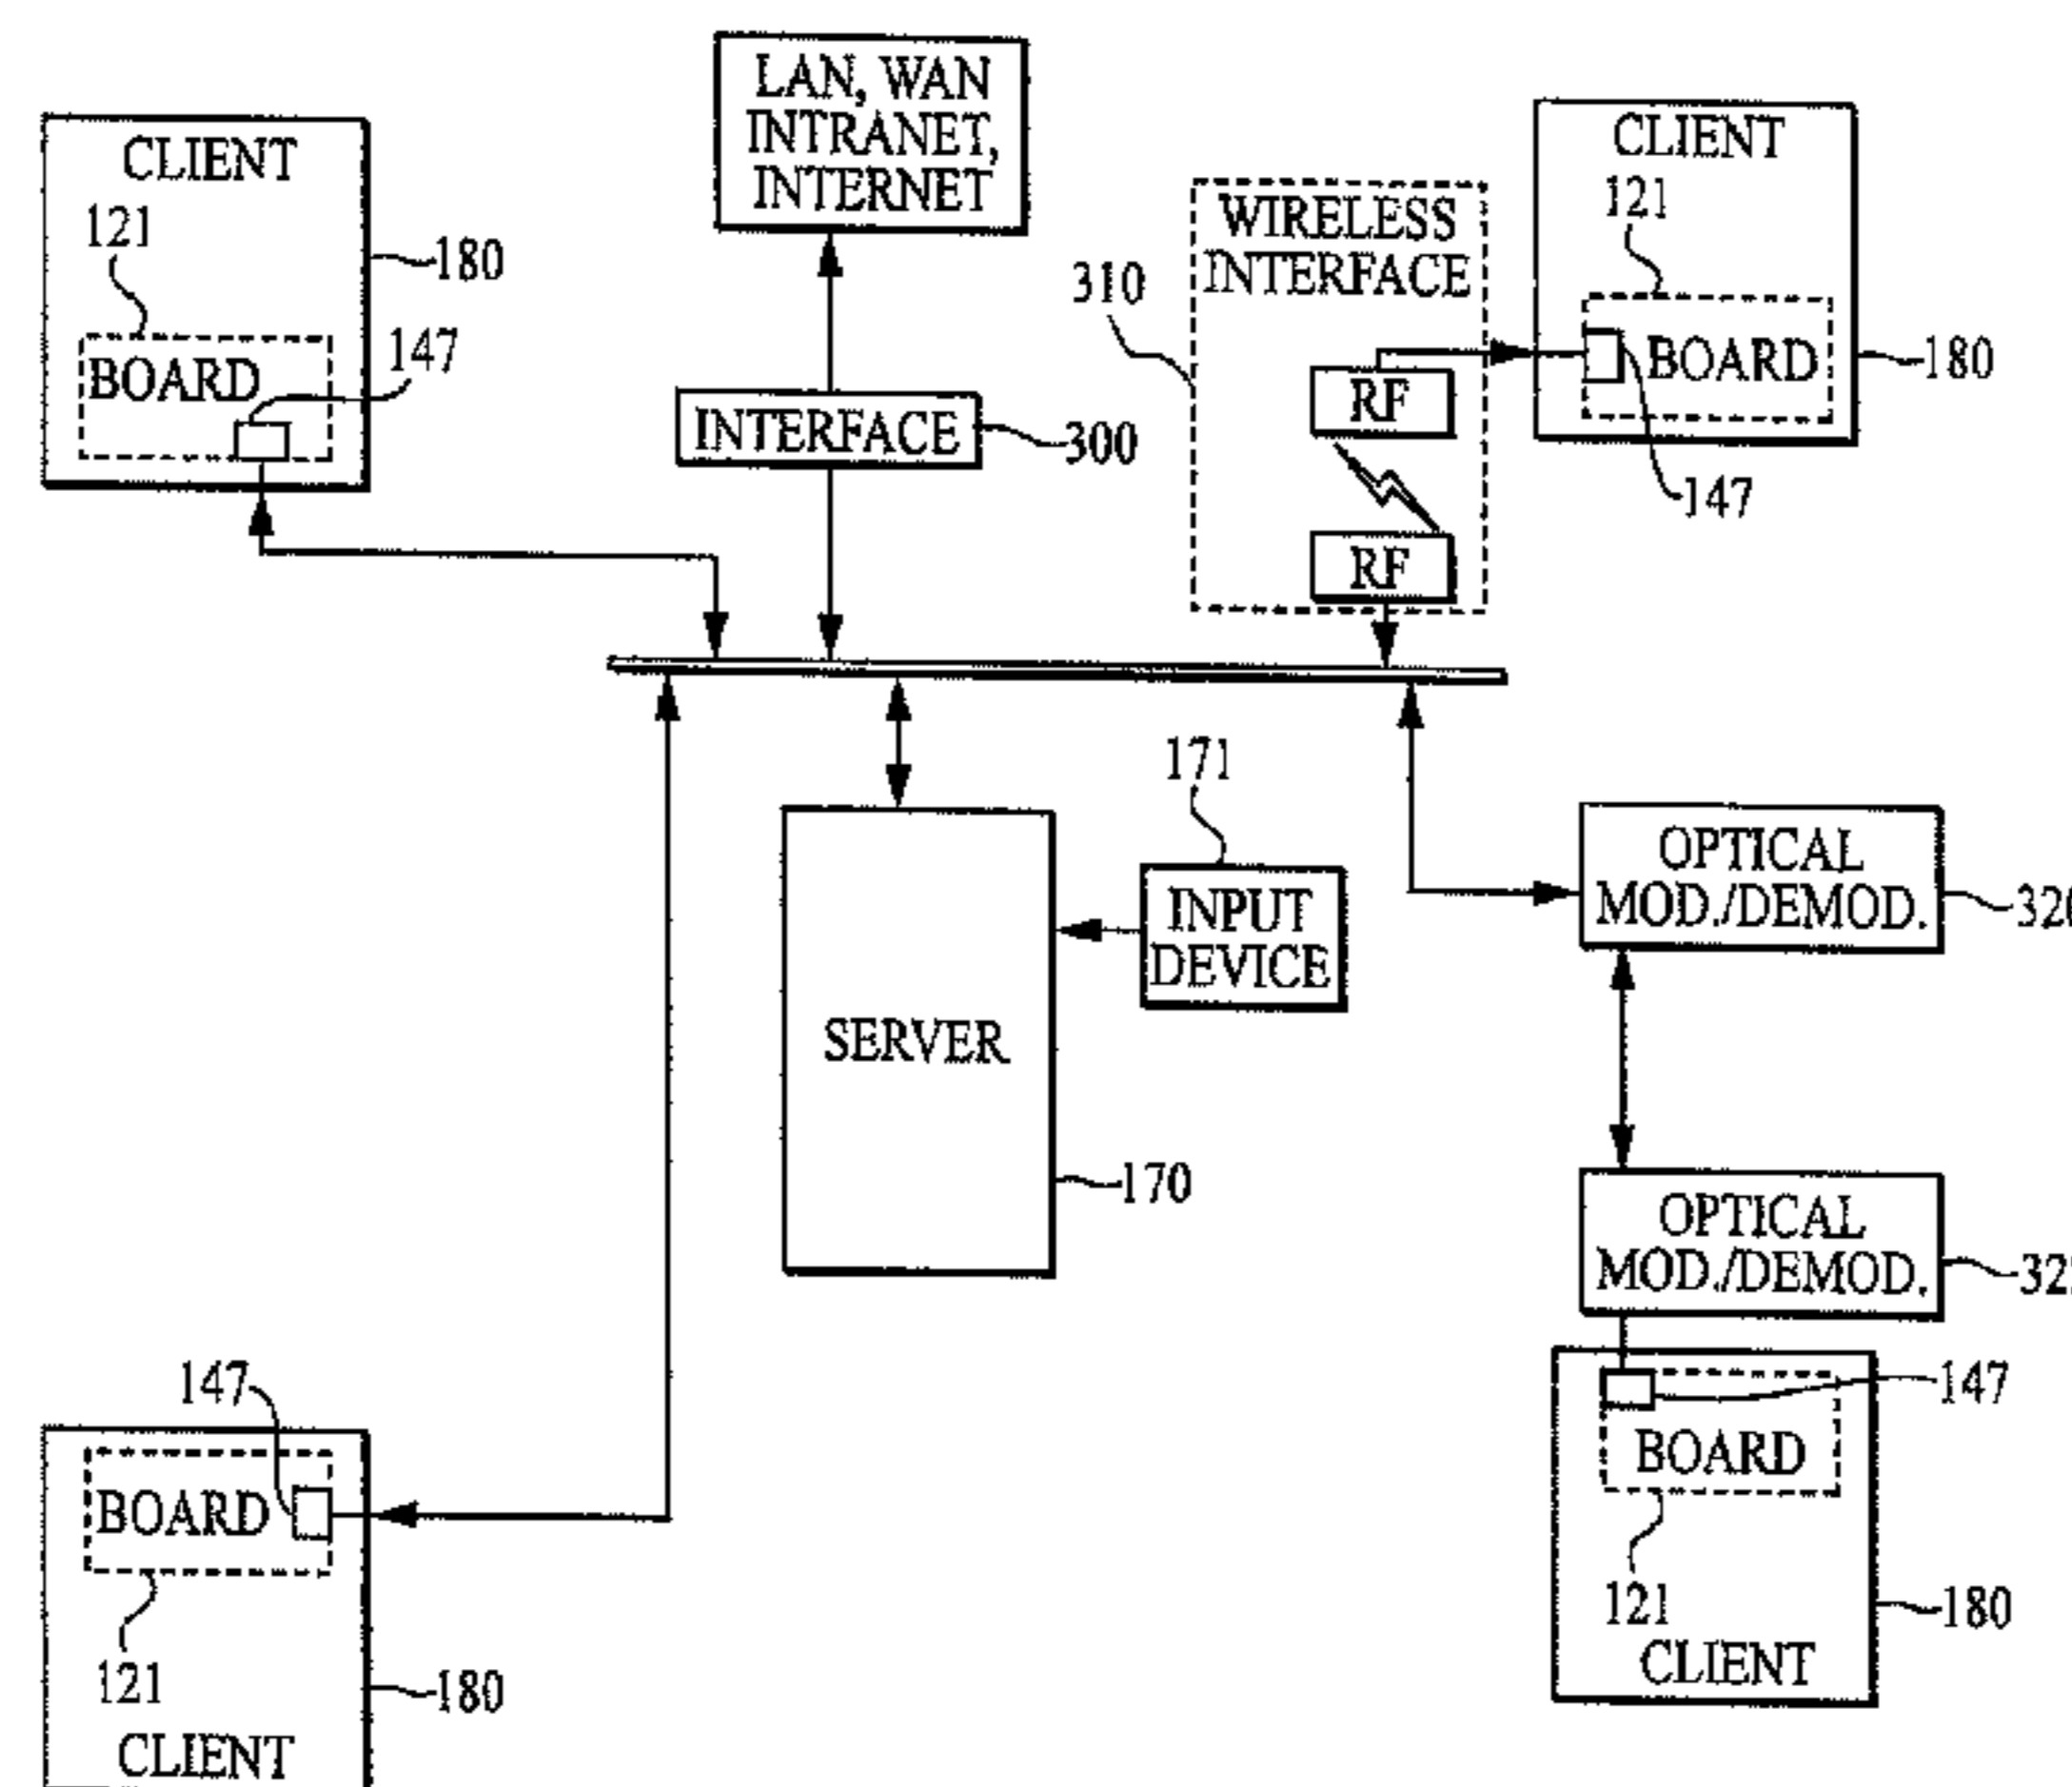 LAN, WAN
INTRANET,
INTERNET
CLIENT
121
180
BOARD
147
INTERFACE
300
WIRELESS
INTERFACE
310
RF
RF
CLIENT
121
BOARD
180
147
171
INPUT
DEVICE
SERVER
170
OPTICAL
MOD./DEMOD.
OPTICAL
MOD./DEMOD.
147
BOARD
121
180
CLIENT
147
BOARD
121
180
CLIENT